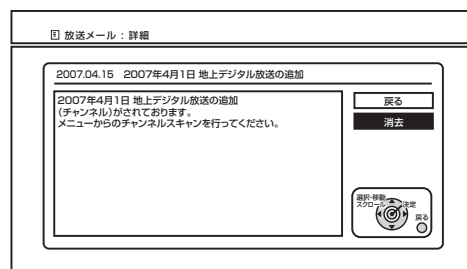 放送メール : 詳細
2007.04.15 2007年4月1日 地上デジタル放送の追加
2007年4月1日 地上デジタル放送の追加
(チャンネル)がされております。
メニューからのチャンネルスキャンを行ってください。
戻る
消去
選択・移動
スクロール
決定
戻る